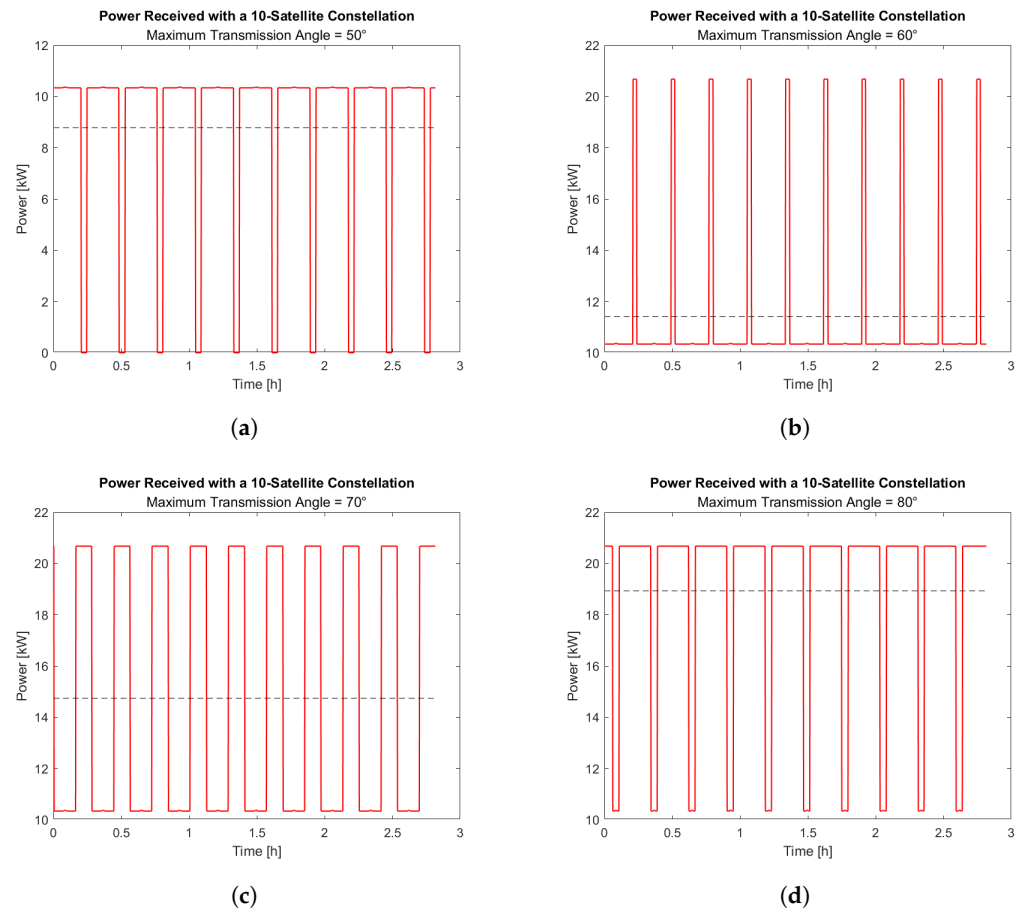 Power Received with a 10-Satellite Constellation
Maximum Transmission Angle = 50°
12
10
8
6
4
2
0
Power [kW]
0 0.5 1 1.5 2 2.5 3
Time [h]
(a)
Power Received with a 10-Satellite Constellation
Maximum Transmission Angle = 60°
22
20
18
16
14
12
10
Power [kW]
0 0.5 1 1.5 2 2.5 3
Time [h]
(b)
Power Received with a 10-Satellite Constellation
Maximum Transmission Angle = 70°
22
20
18
16
14
12
10
Power [kW]
0 0.5 1 1.5 2 2.5 3
Time [h]
(c)
Power Received with a 10-Satellite Constellation
Maximum Transmission Angle = 80°
22
20
18
16
14
12
10
Power [kW]
0 0.5 1 1.5 2 2.5 3
Time [h]
(d)